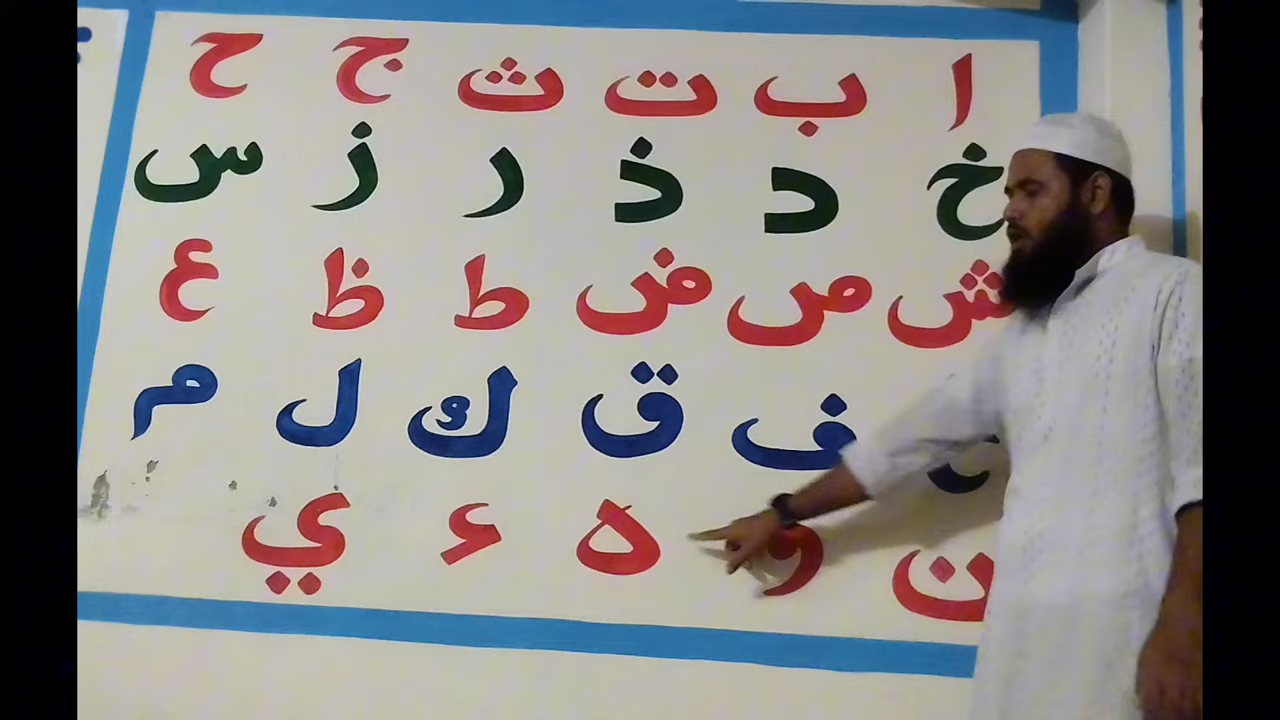 ا ب ت ث ج ح
خ د ذ ر ز س
ش ص ض ط ظ ع
ف ق ك ل م
ن و ه ء ي